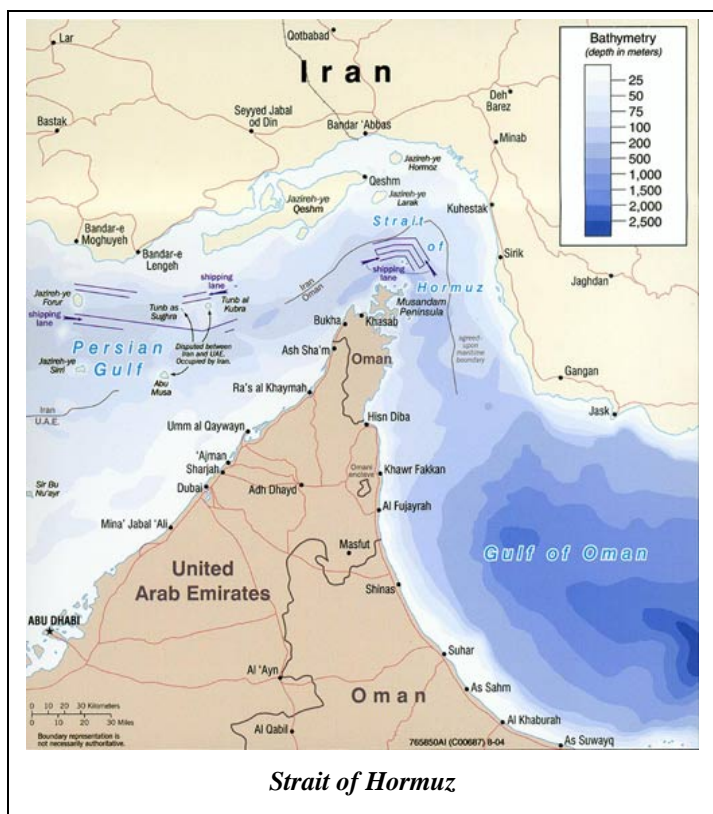 Lar
Qotbabad
Iran
Bathymetry
(depth in meters)
25
50
75
100
200
500
1,000
1,500
2,000
2,500
Deh
Barez
Bastak
Seyyed Jabal
od Din
Bandar 'Abbas
Minab
Jazireh-ye
Hormoz
Qeshm
Jazireh-ye
Qeshm
Jazireh-ye
Larak
Kuhestak
Bandar-e
Moghuyeh
Bandar-e
Lengeh
Strait
of
Hormuz
Sirik
Jaghdan
shipping
lane
Iran
Oman
shipping
lane
Jazireh-ye
Forur
Tunb as
Sughra
Tunb al
Kubra
Musandam
Peninsula
shipping
lane
Bukha
Khasab
Persian
Gulf
Disputed between
Iran and UAE.
Occupied by Iran.
Ash Sha'm
Oman
agreed-
upon
maritime
boundary
Jazireh-ye
Sirri
Abu
Musa
Gangan
Ra's al Khaymah
Iran
U.A.E.
Jask
Umm al Qaywayn
Hisn Diba
'Ajman
Sharjah
Omani
enclave
Khawr Fakkan
Sir Bu
Nu'ayr
Dubai
Adh Dhayd
Al Fujayrah
Mina' Jabal 'Ali
Masfut
Gulf of Oman
United
Arab Emirates
Shinas
ABU DHABI
Suhar
Al 'Ayn
As Sahm
Oman
0 10 20 30 Kilometers
0 10 20 30 Miles
Al Qabil
Al Khaburah
Boundary representation is
not necessarily authoritative.
765850AI (C00687) 8-04
As Suwayq
Strait of Hormuz